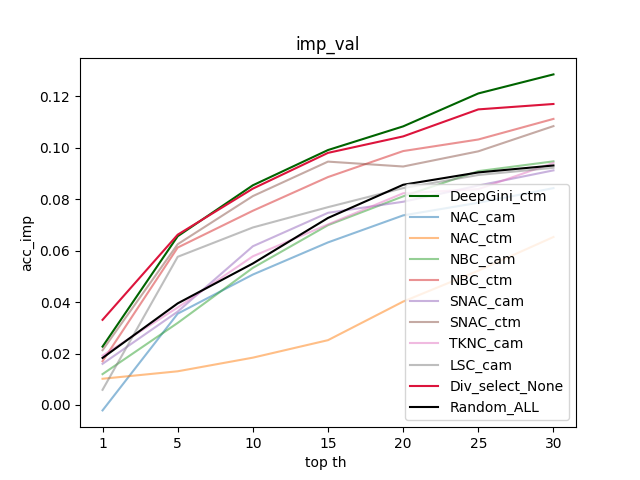 imp_val
acc_imp
0.12
0.10
0.08
0.06
0.04
0.02
0.00
1
5
10
15
20
25
30
top th
DeepGini_ctm
NAC_cam
NAC_ctm
NBC_cam
NBC_ctm
SNAC_cam
SNAC_ctm
TKNC_cam
LSC_cam
Div_select_None
Random_ALL